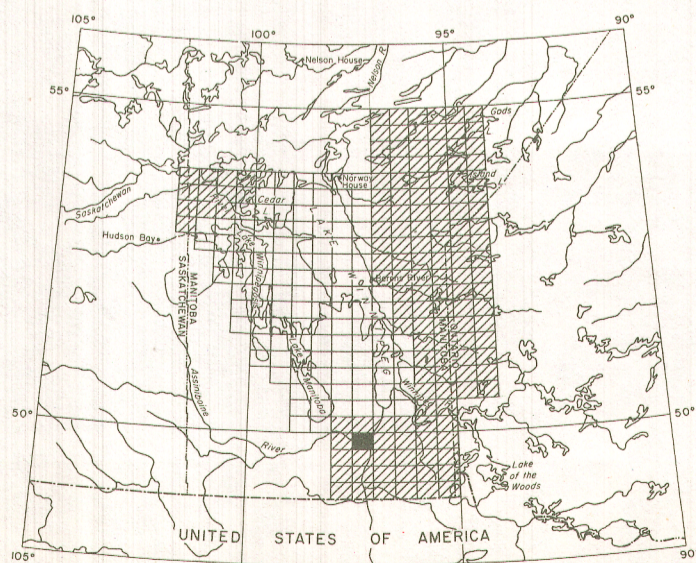 105°
100°
95°
90°
Nelson House
Nelson R
55°
55°
Gods
L
Norway
House
Island
L
Saskatchewan
Cedar
L
Hudson Bay
LAKE
WINNIPEG
Winnipegosis
Berens River
MANITOBA
SASKATCHEWAN
ONTARIO
MANITOBA
Lake
Manitoba
Winnipeg
Assiniboine
River
50°
50°
Lake
of the
Woods
UNITED STATES OF AMERICA
105°
90